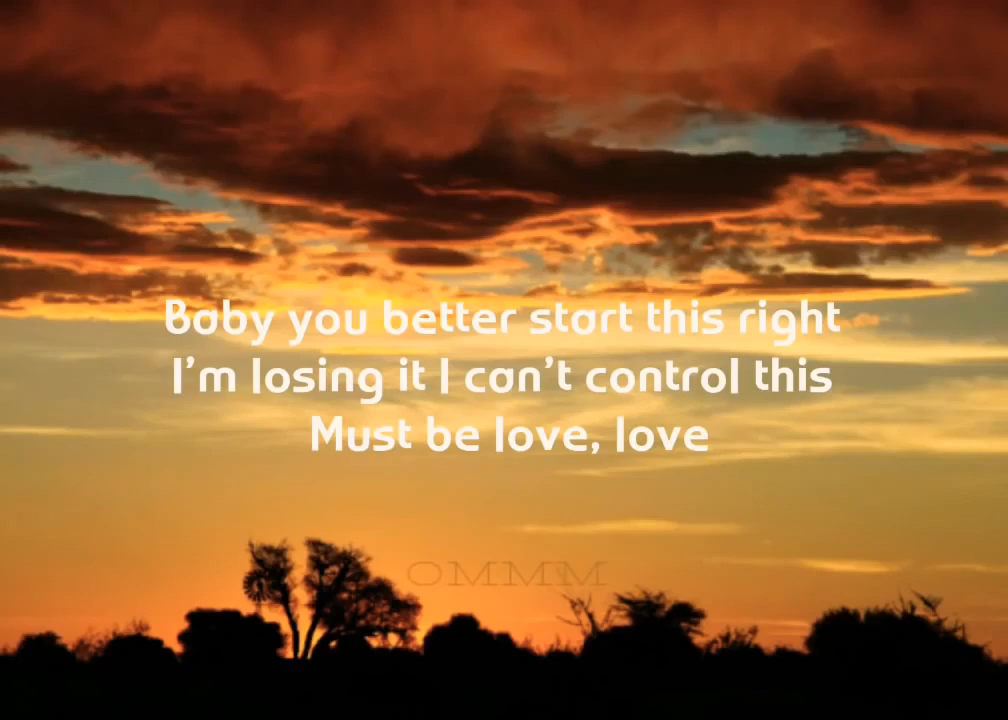 Baby you better start this right
I'm losing it I can't control this
Must be love, love
OMMM